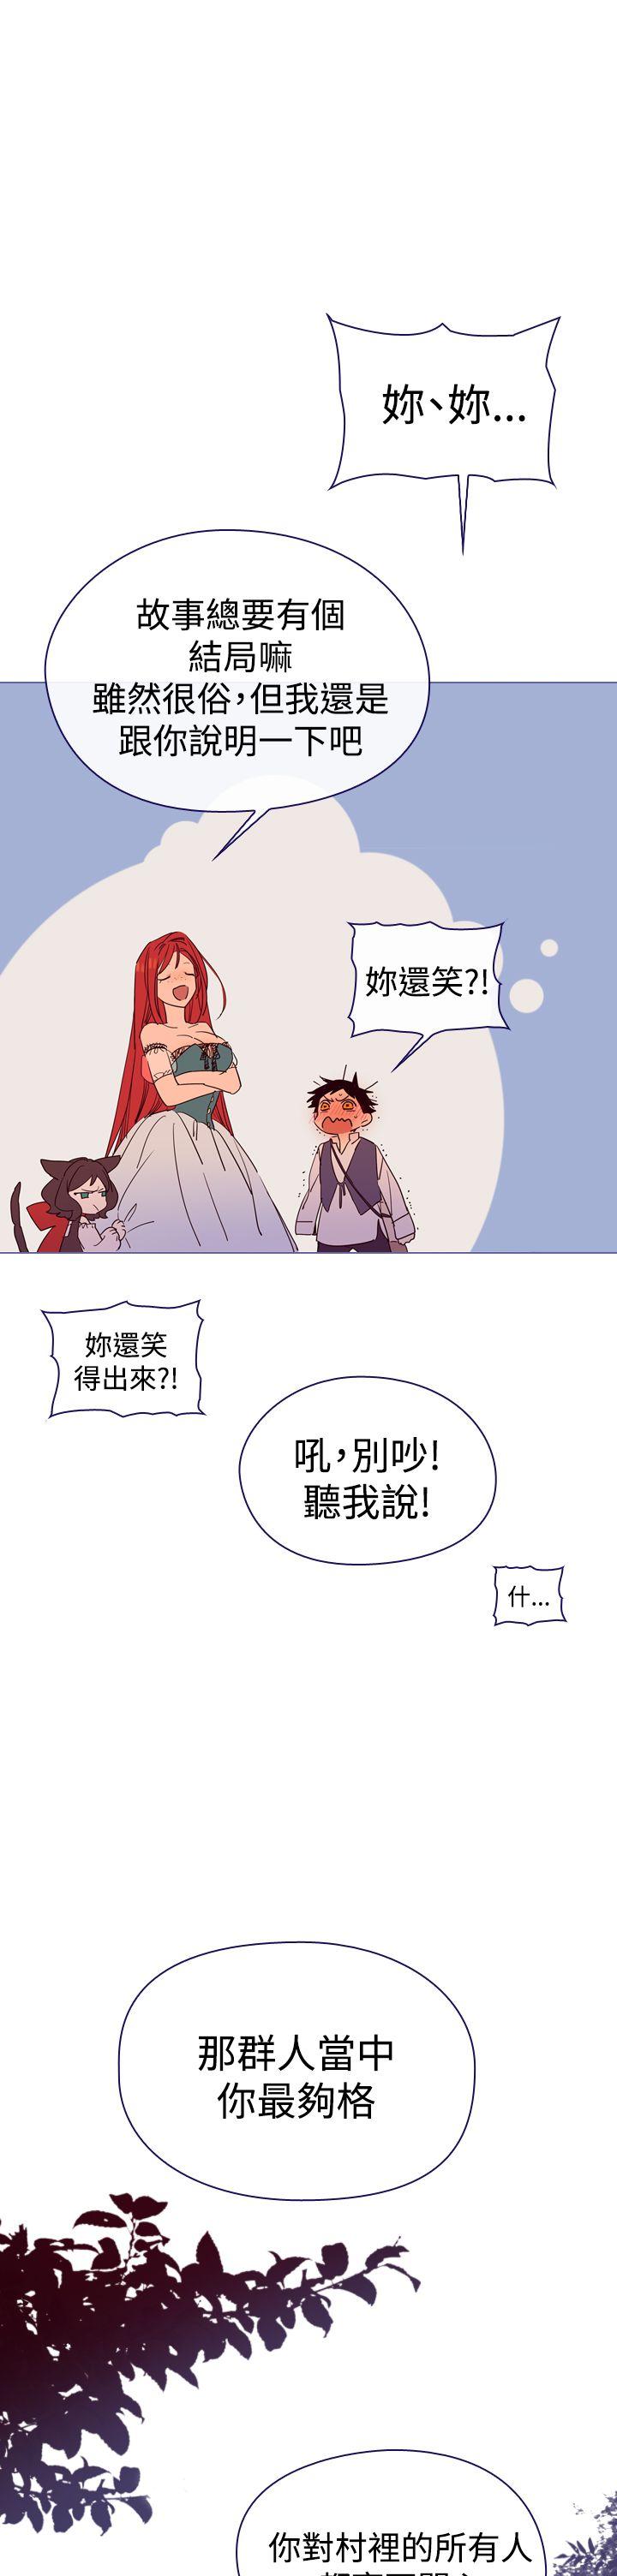 妳、妳...
故事總要有個
結局嘛
雖然很俗，但我還是
跟你說明一下吧
妳還笑?!
妳還笑
得出來?!
吼，別吵！
聽我說！
什...
那群人當中
你最夠格
你對村裡的所有人